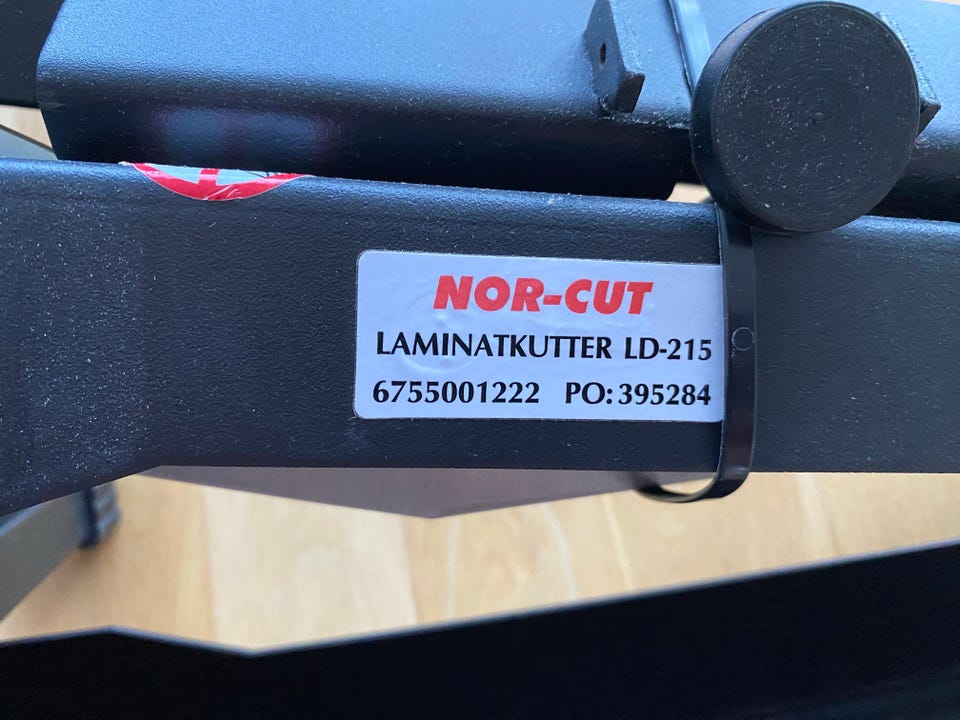 NOR-CUT
LAMINATKUTTER LD-215
6755001222 PO: 395284